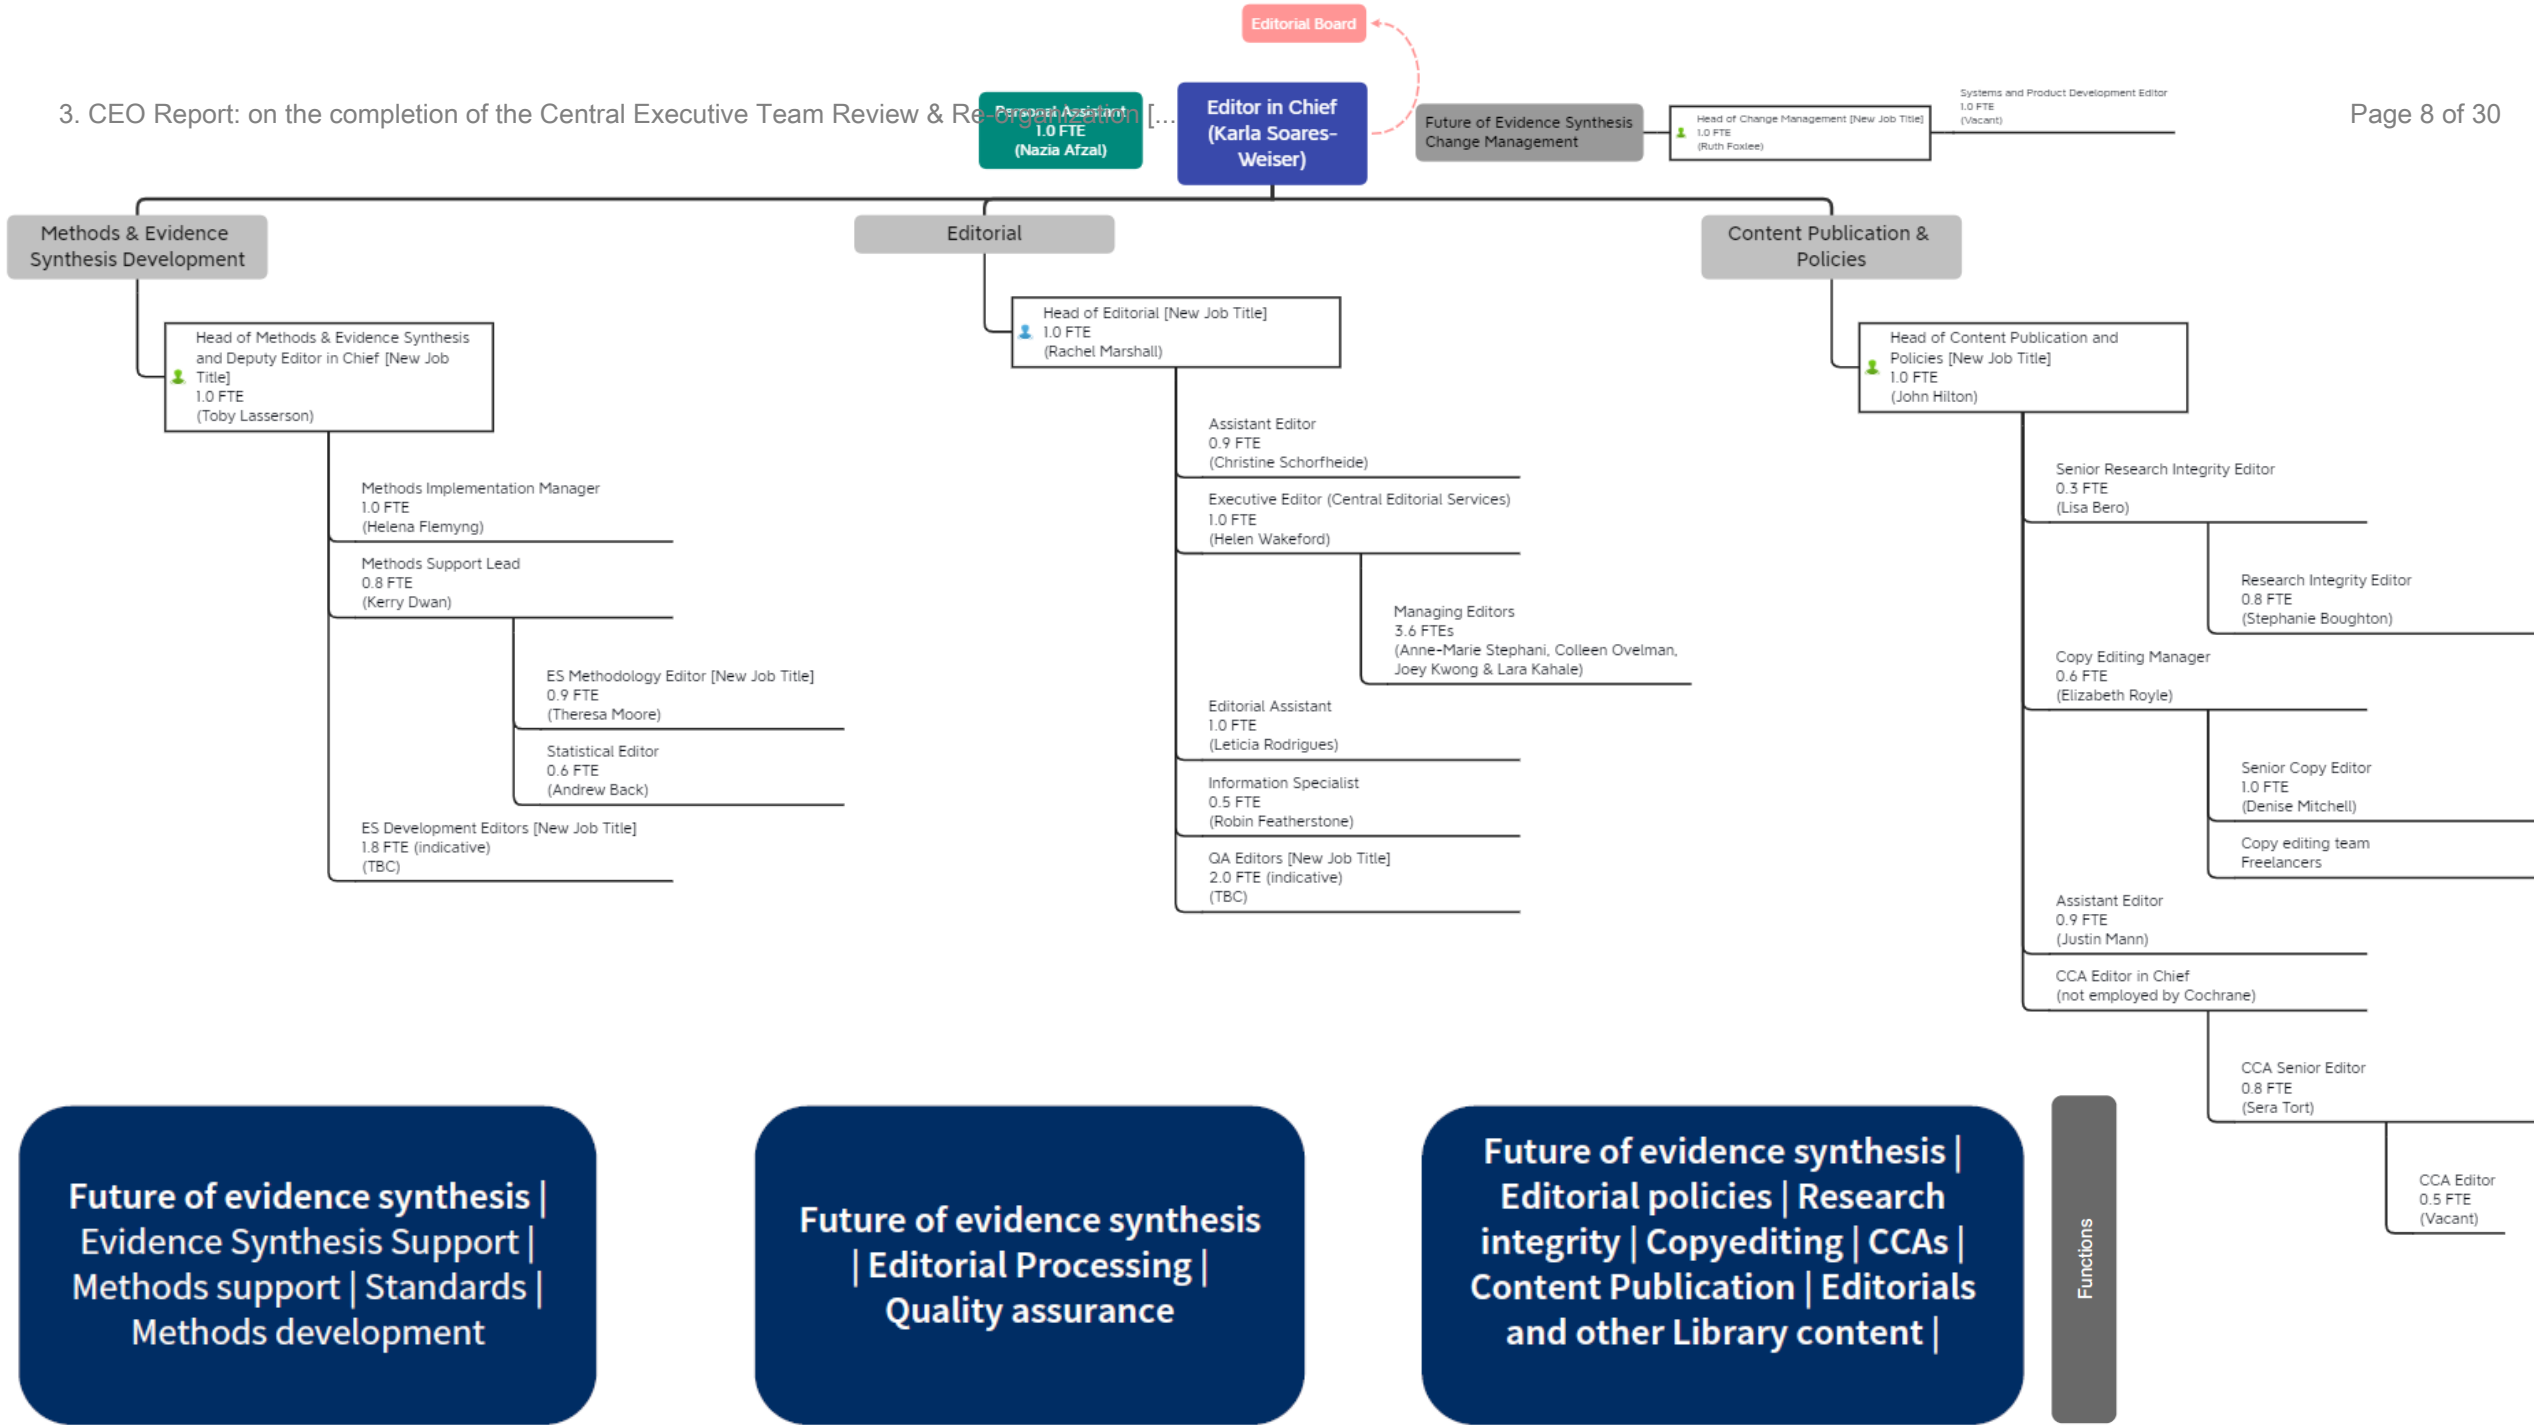 Editorial Board
3. CEO Report: on the completion of the Central Executive Team Review & Re-organization [...
Page 8 of 30
Personal Assistant
1.0 FTE
(Nazia Afzal)
Editor in Chief
(Karla Soares-
Weiser)
Future of Evidence Synthesis
Change Management
Head of Change Management [New Job Title]
1.0 FTE
(Ruth Foxlee)
Systems and Product Development Editor
1.0 FTE
(Vacant)
Methods & Evidence
Synthesis Development
Head of Methods & Evidence Synthesis
and Deputy Editor in Chief [New Job
Title]
1.0 FTE
(Toby Lasserson)
Methods Implementation Manager
1.0 FTE
(Helena Flemyng)
Methods Support Lead
0.8 FTE
(Kerry Dwan)
ES Methodology Editor [New Job Title]
0.9 FTE
(Theresa Moore)
Statistical Editor
0.6 FTE
(Andrew Back)
ES Development Editors [New Job Title]
1.8 FTE (indicative)
(TBC)
Editorial
Head of Editorial [New Job Title]
1.0 FTE
(Rachel Marshall)
Assistant Editor
0.9 FTE
(Christine Schorfheide)
Executive Editor (Central Editorial Services)
1.0 FTE
(Helen Wakeford)
Managing Editors
3.6 FTEs
(Anne-Marie Stephani, Colleen Ovelman,
Joey Kwong & Lara Kahale)
Editorial Assistant
1.0 FTE
(Leticia Rodrigues)
Information Specialist
0.5 FTE
(Robin Featherstone)
QA Editors [New Job Title]
2.0 FTE (indicative)
(TBC)
Content Publication &
Policies
Head of Content Publication and
Policies [New Job Title]
1.0 FTE
(John Hilton)
Senior Research Integrity Editor
0.3 FTE
(Lisa Bero)
Research Integrity Editor
0.8 FTE
(Stephanie Boughton)
Copy Editing Manager
0.6 FTE
(Elizabeth Royle)
Senior Copy Editor
1.0 FTE
(Denise Mitchell)
Copy editing team
Freelancers
Assistant Editor
0.9 FTE
(Justin Mann)
CCA Editor in Chief
(not employed by Cochrane)
CCA Senior Editor
0.8 FTE
(Sera Tort)
CCA Editor
0.5 FTE
(Vacant)
Future of evidence synthesis |
Evidence Synthesis Support |
Methods support | Standards |
Methods development
Future of evidence synthesis
| Editorial Processing |
Quality assurance
Future of evidence synthesis |
Editorial policies | Research
integrity | Copyediting | CCAs |
Content Publication | Editorials
and other Library content |
Functions